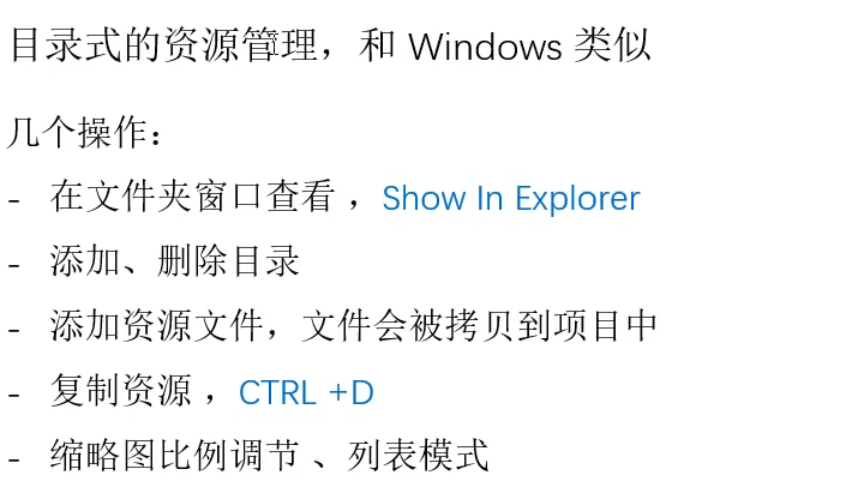 目录式的资源管理，和 Windows 类似
几个操作：
- 在文件夹窗口查看 ，Show In Explorer
- 添加、删除目录
- 添加资源文件，文件会被拷贝到项目中
- 复制资源 ，CTRL +D
- 缩略图比例调节 、列表模式